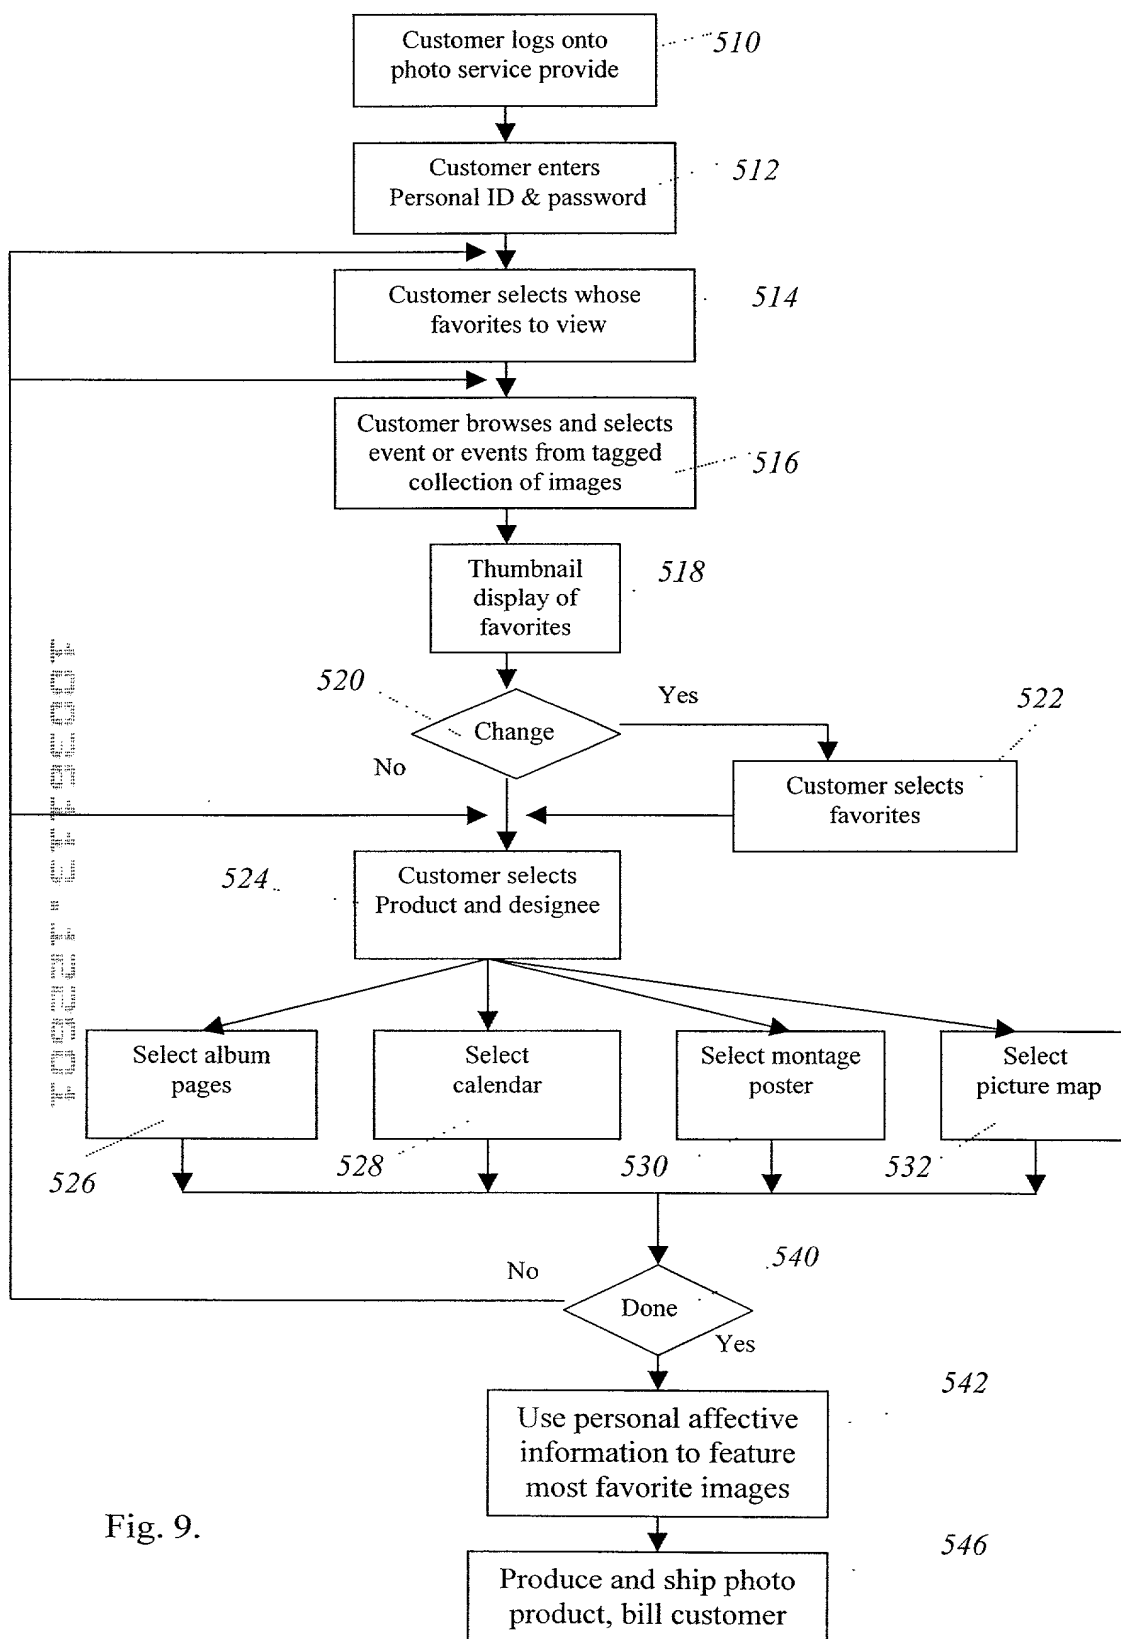 Customer logs onto
photo service provide
510
Customer enters
Personal ID & password
512
Customer selects whose
favorites to view
514
Customer browses and selects
event or events from tagged
collection of images
516
Thumbnail
display of
favorites
518
520
Change
Yes
No
522
Customer selects
favorites
524
Customer selects
Product and designee
Select album
pages
Select
calendar
Select montage
poster
Select
picture map
526
528
530
532
540
No
Done
Yes
542
Use personal affective
information to feature
most favorite images
Fig. 9.
546
Produce and ship photo
product, bill customer